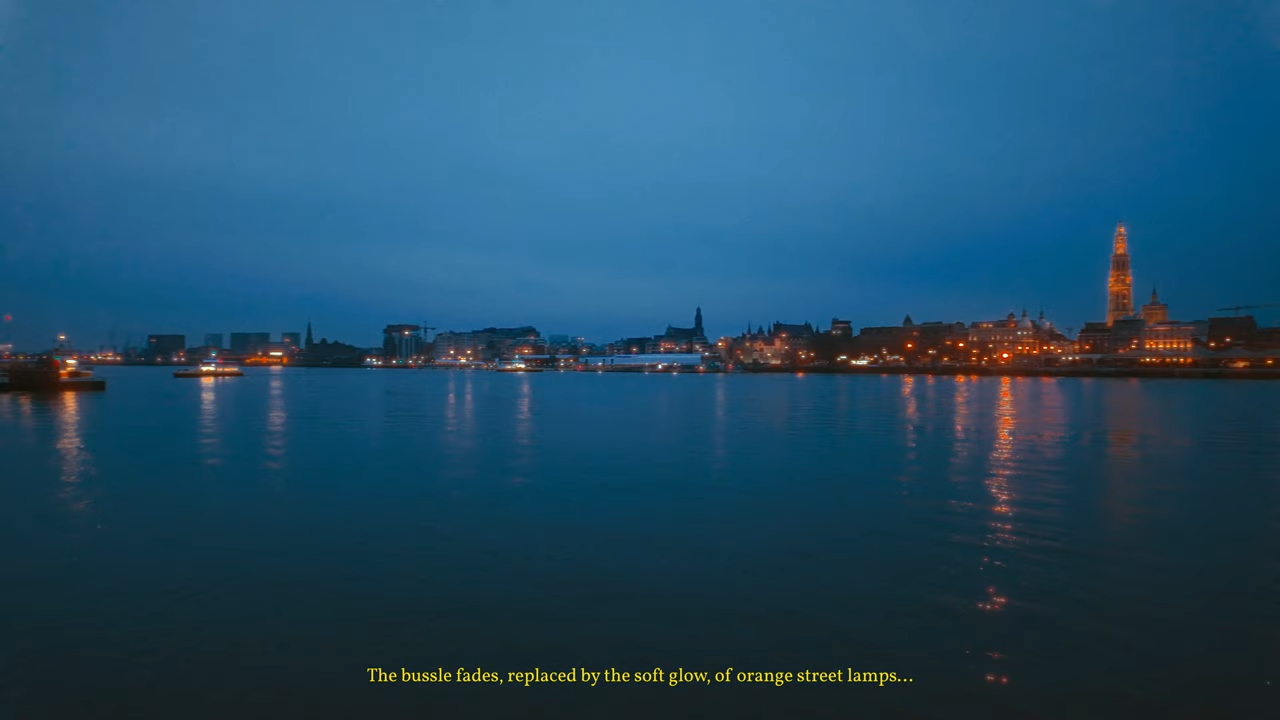 The bussle fades, replaced by the soft glow, of orange street lamps...